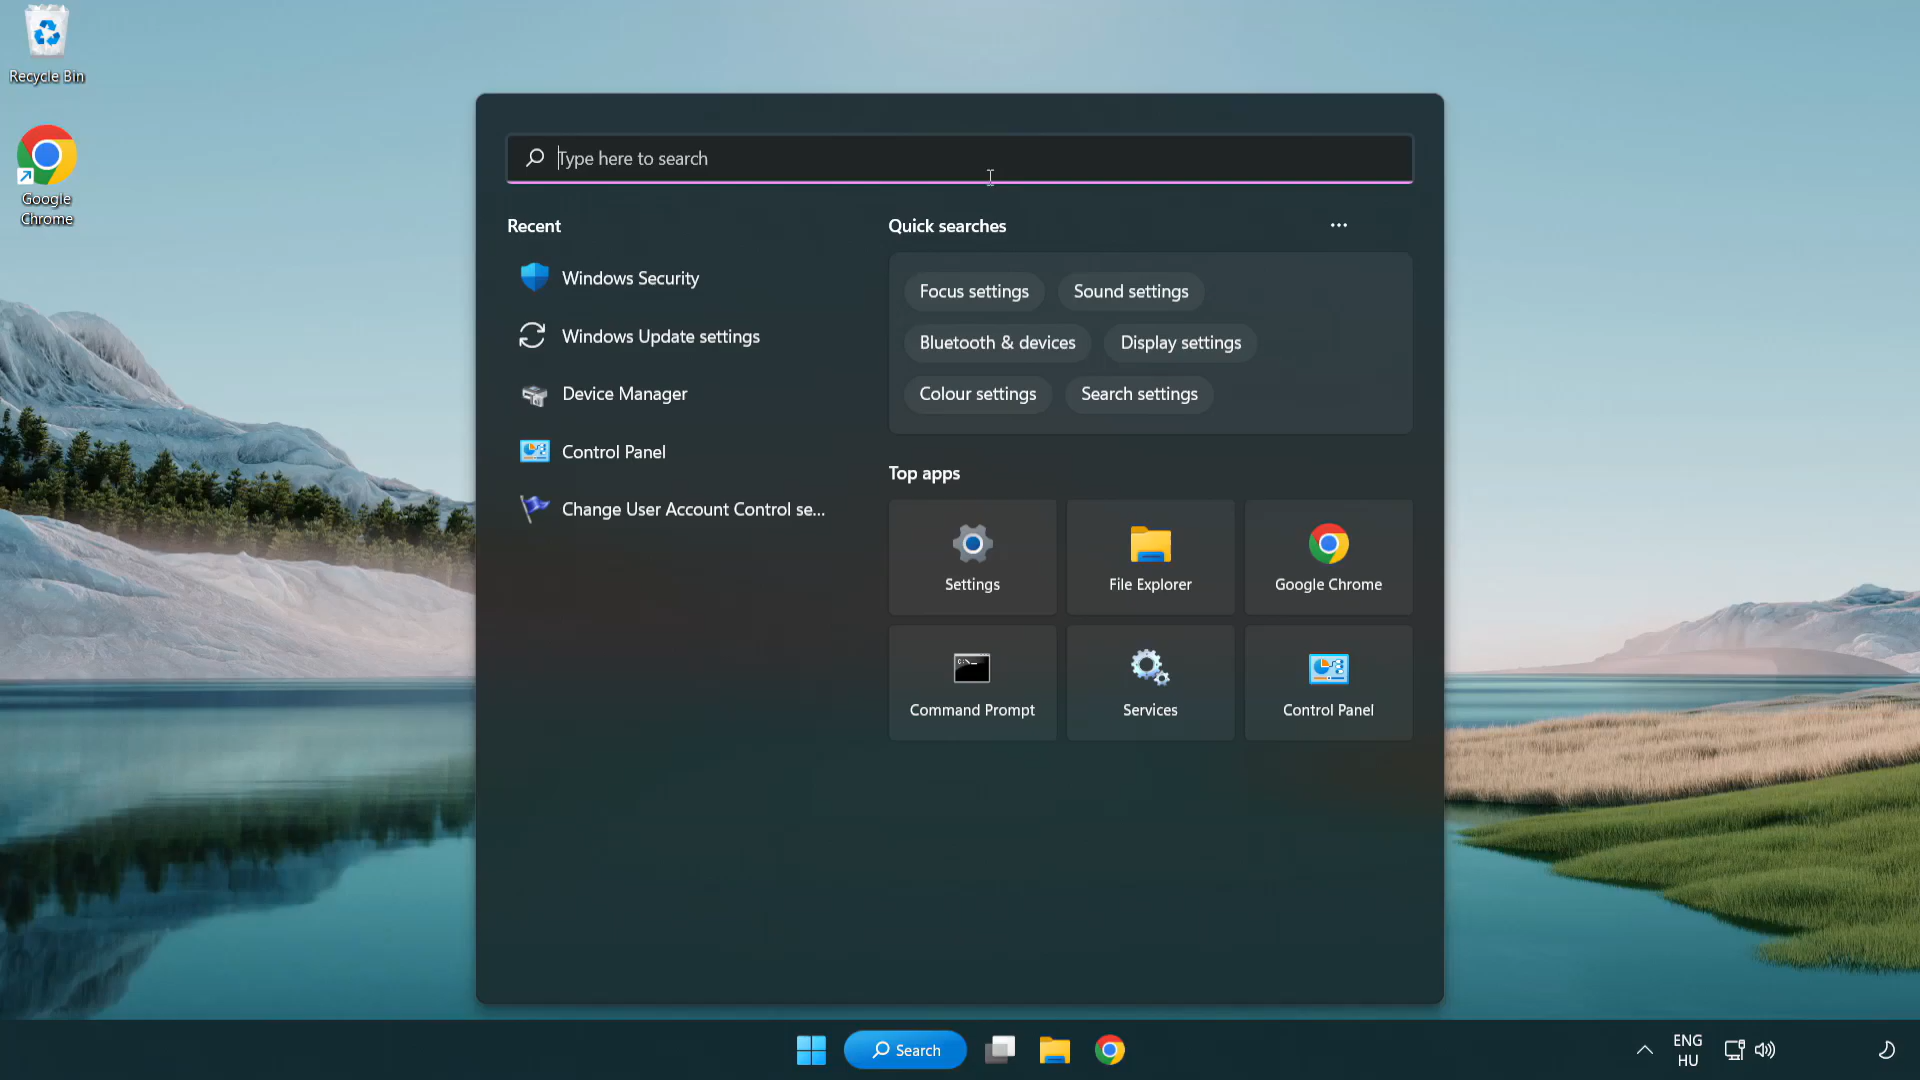 Recycle Bin
Google
Chrome
Type here to search
Recent
Windows Security
Windows Update settings
Device Manager
Control Panel
Change User Account Control se...
Quick searches
Focus settings
Sound settings
Bluetooth & devices
Display settings
Colour settings
Search settings
Top apps
Settings
File Explorer
Google Chrome
Command Prompt
Services
Control Panel
Search
ENG
HU